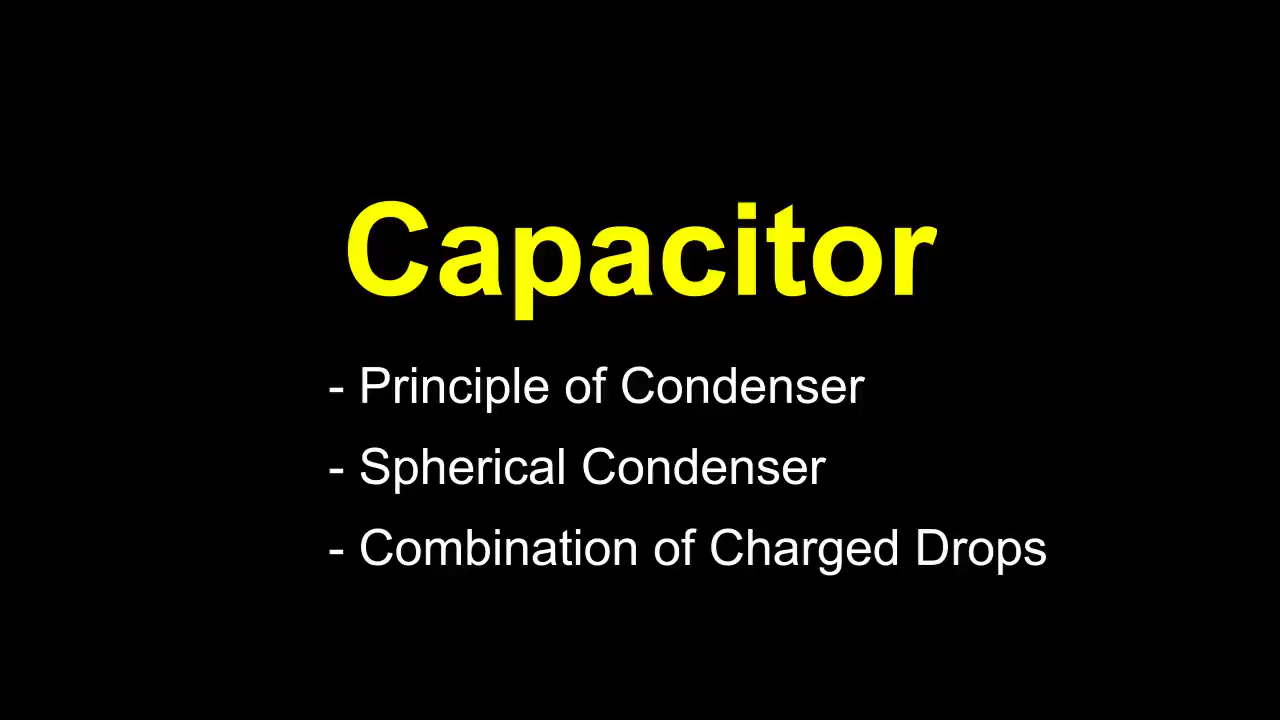 Capacitor
- Principle of Condenser
- Spherical Condenser
- Combination of Charged Drops